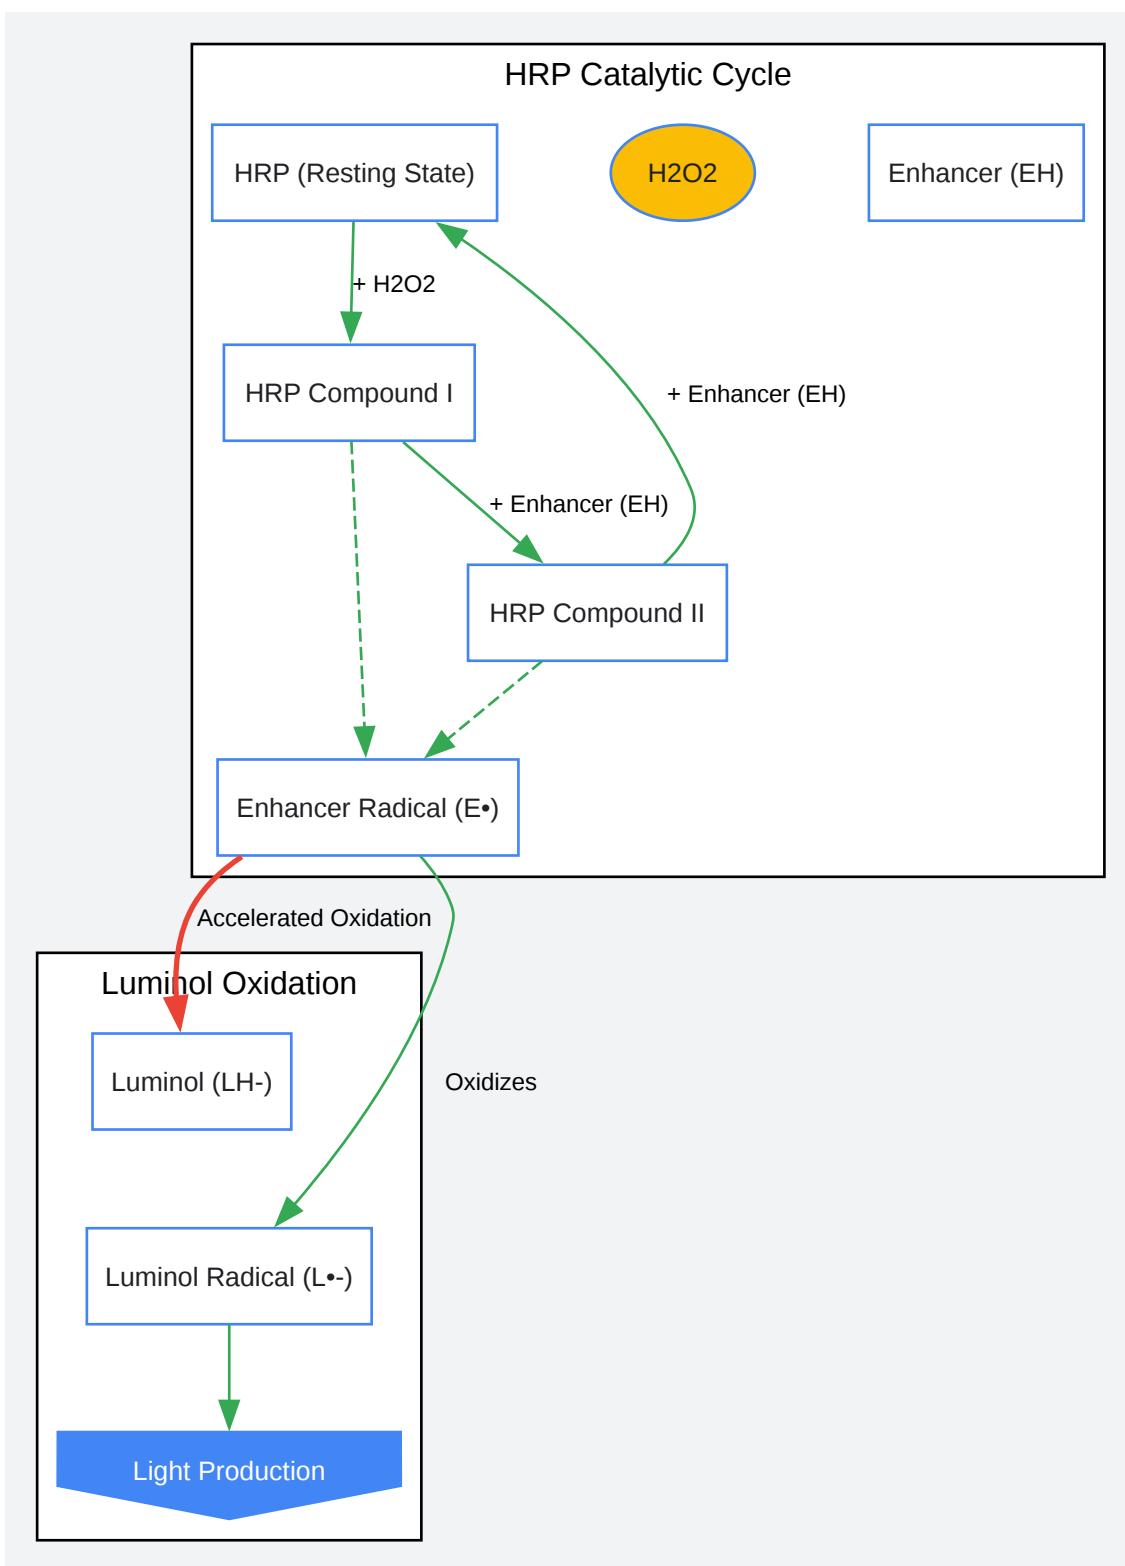 HRP Catalytic Cycle
HRP (Resting State)
H2O2
Enhancer (EH)
+ H2O2
HRP Compound I
+ Enhancer (EH)
+ Enhancer (EH)
HRP Compound II
Enhancer Radical (E•)
Accelerated Oxidation
Luminol Oxidation
Luminol (LH-)
Oxidizes
Luminol Radical (L•-)
Light Production